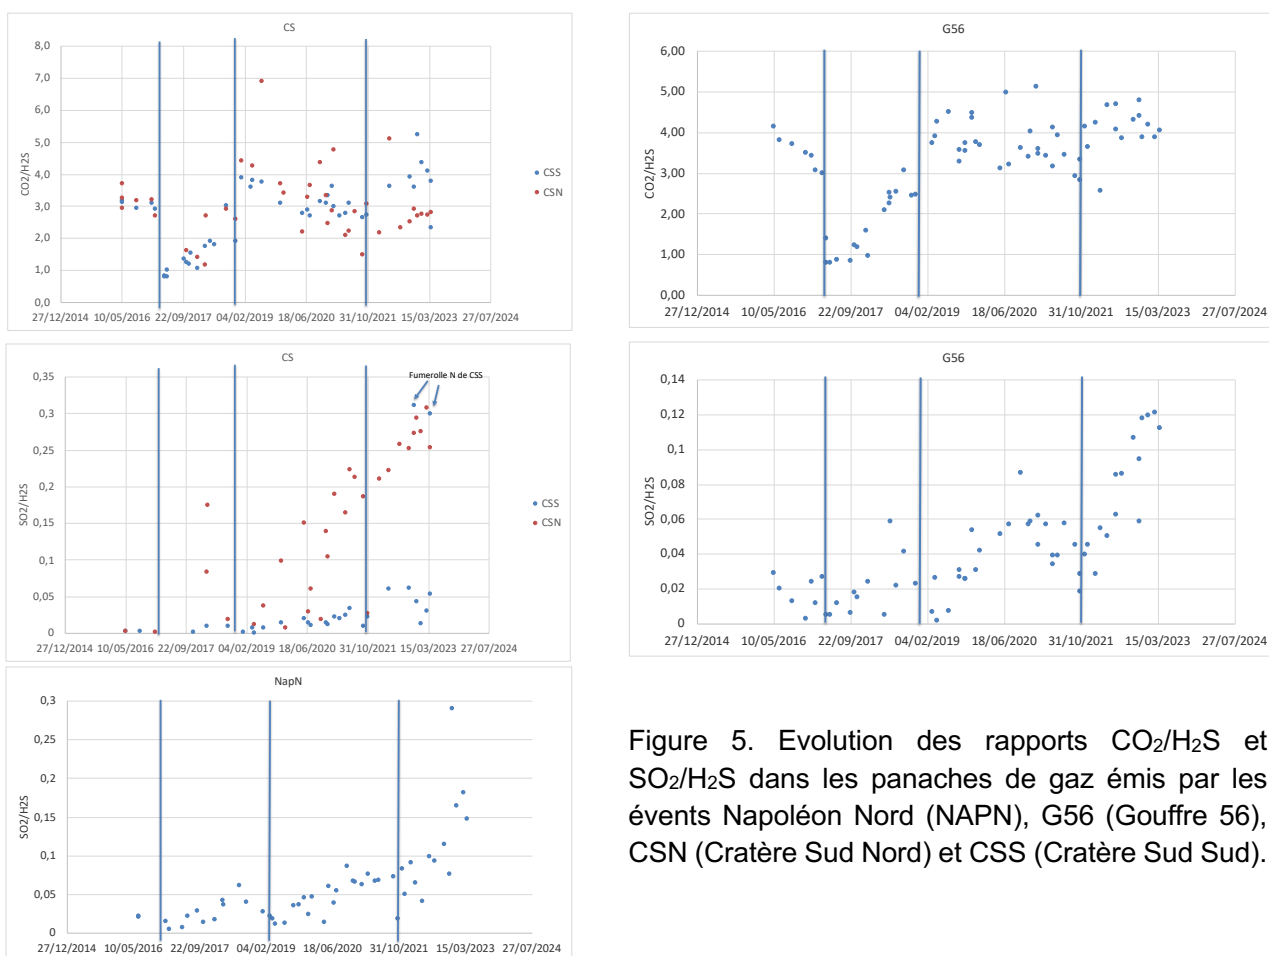 CS
CO2/H2S
8,0
7,0
6,0
5,0
4,0
3,0
2,0
1,0
0,0
27/12/2014 10/05/2016 22/09/2017 04/02/2019 18/06/2020 31/10/2021 15/03/2023 27/07/2024
CSS
CSN
G56
CO2/H2S
6,00
5,00
4,00
3,00
2,00
1,00
0,00
27/12/2014 10/05/2016 22/09/2017 04/02/2019 18/06/2020 31/10/2021 15/03/2023 27/07/2024
CS
Fumerolle N de CSS
SO2/H2S
0,35
0,3
0,25
0,2
0,15
0,1
0,05
0
27/12/2014 10/05/2016 22/09/2017 04/02/2019 18/06/2020 31/10/2021 15/03/2023 27/07/2024
CSS
CSN
G56
SO2/H2S
0,14
0,12
0,1
0,08
0,06
0,04
0,02
0
27/12/2014 10/05/2016 22/09/2017 04/02/2019 18/06/2020 31/10/2021 15/03/2023 27/07/2024
NapN
SO2/H2S
0,3
0,25
0,2
0,15
0,1
0,05
0
27/12/2014 10/05/2016 22/09/2017 04/02/2019 18/06/2020 31/10/2021 15/03/2023 27/07/2024
Figure 5. Evolution des rapports CO₂/H₂S et
SO₂/H₂S dans les panaches de gaz émis par les
évents Napoléon Nord (NAPN), G56 (Gouffre 56),
CSN (Cratère Sud Nord) et CSS (Cratère Sud Sud).